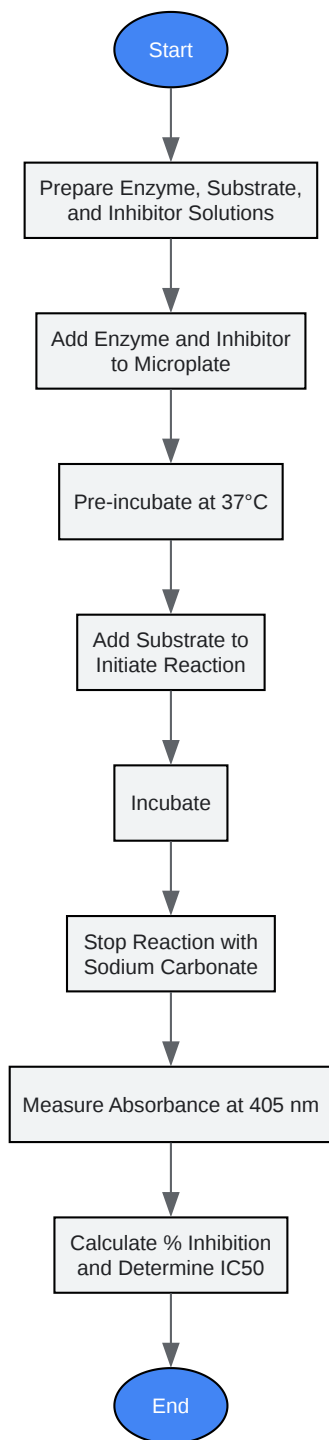 Start
Prepare Enzyme, Substrate,
and Inhibitor Solutions
Add Enzyme and Inhibitor
to Microplate
Pre-incubate at 37°C
Add Substrate to
Initiate Reaction
Incubate
Stop Reaction with
Sodium Carbonate
Measure Absorbance at 405 nm
Calculate % Inhibition
and Determine IC50
End